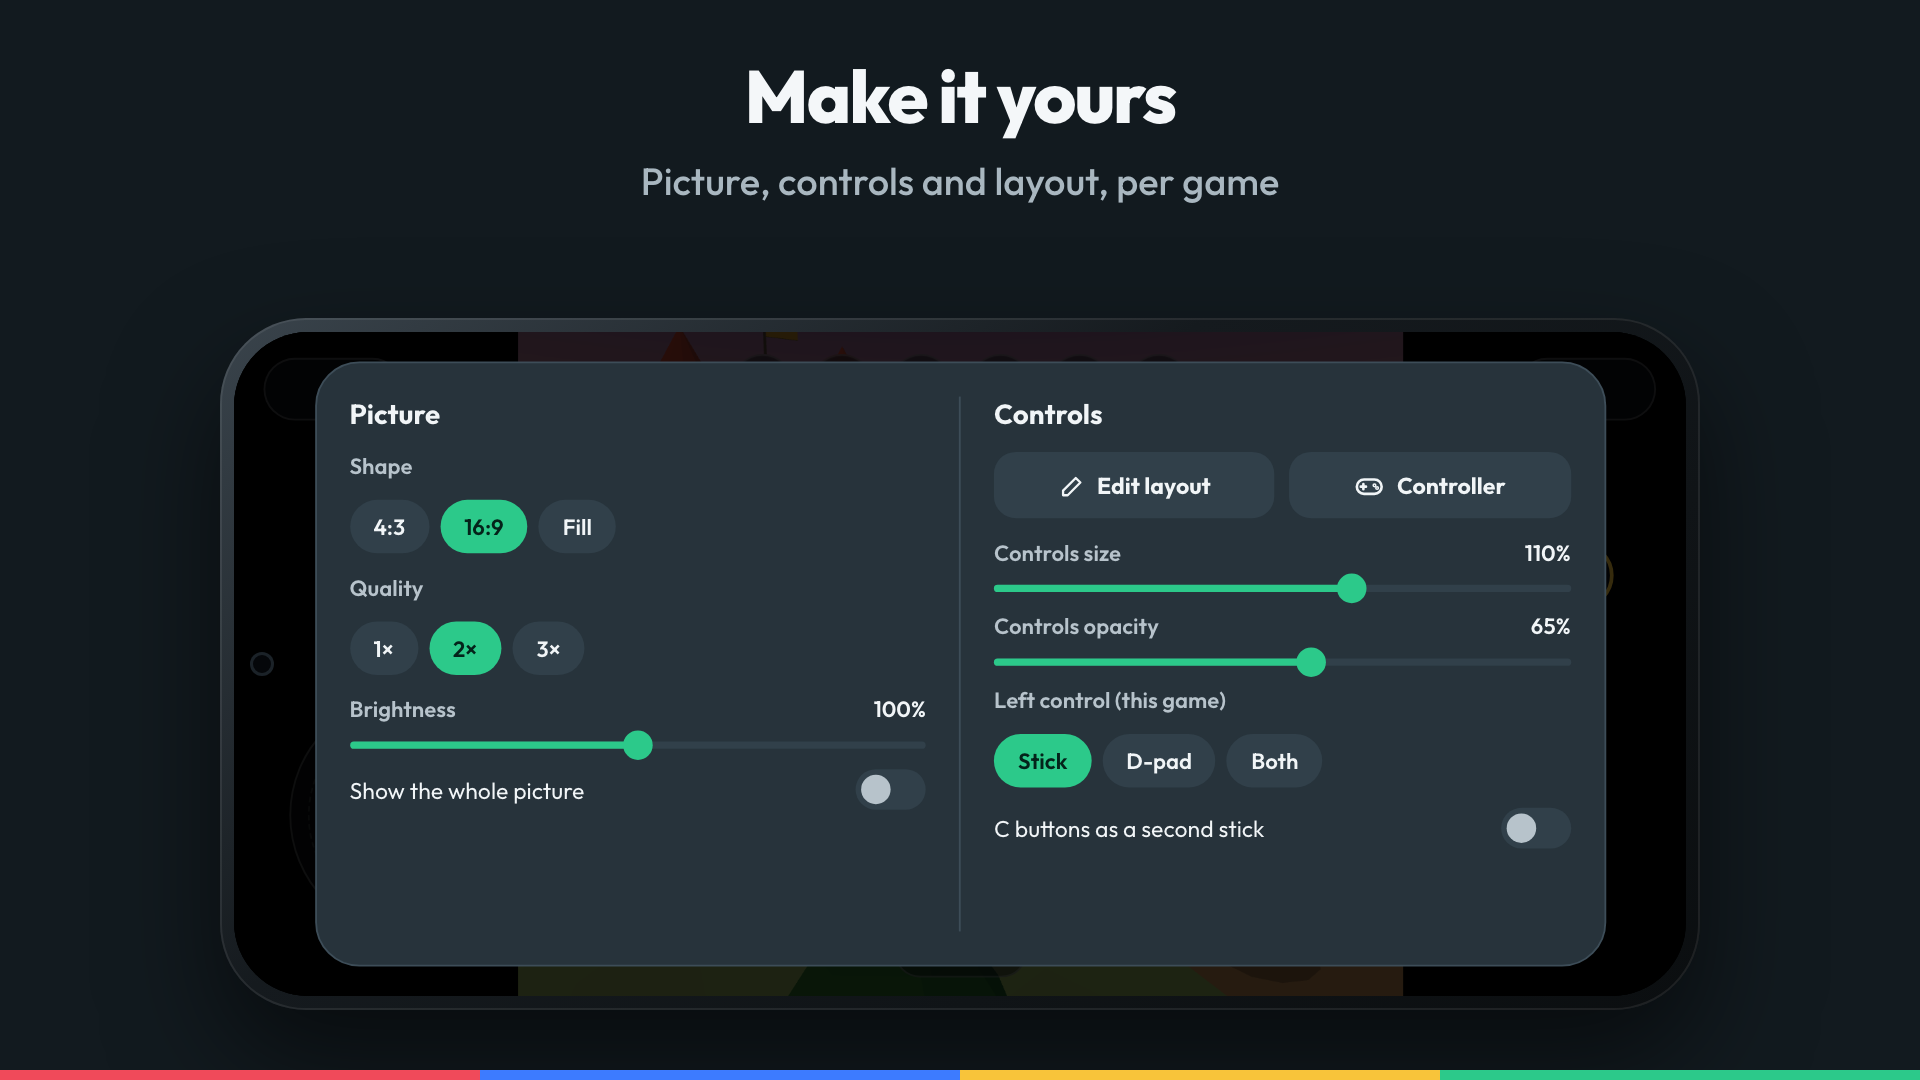 Make it yours
Picture, controls and layout, per game
Picture
Shape
4:3 16:9 Fill
Quality
1× 2× 3×
Brightness 100%
Show the whole picture
Controls
Edit layout Controller
Controls size 110%
Controls opacity 65%
Left control (this game)
Stick D-pad Both
C buttons as a second stick